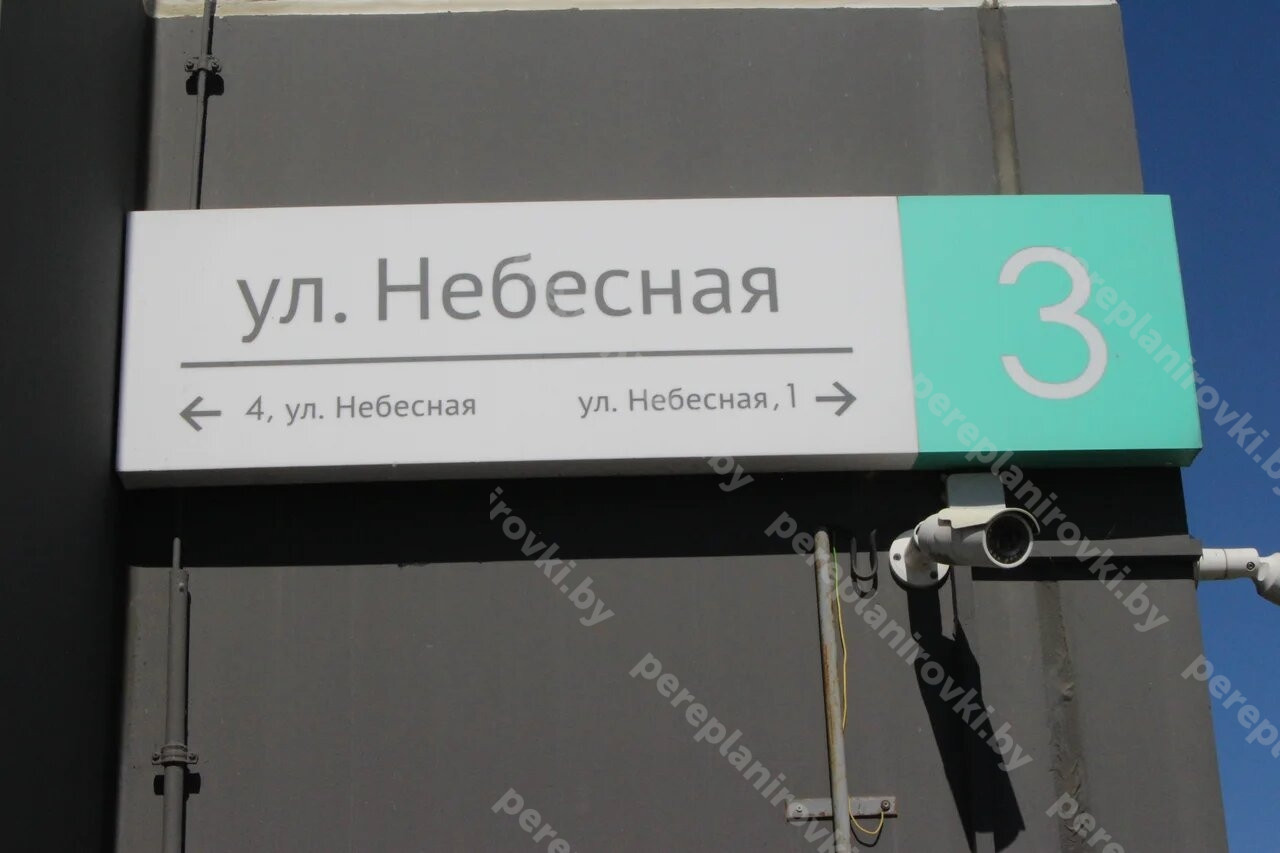 ул. Небесная
3
← 4, ул. Небесная
ул. Небесная, 1 →
pereplanirovki.by
pereplanirovki.by
pereplanirovki.by
pereplanirovki.by
pereplanirovki.by